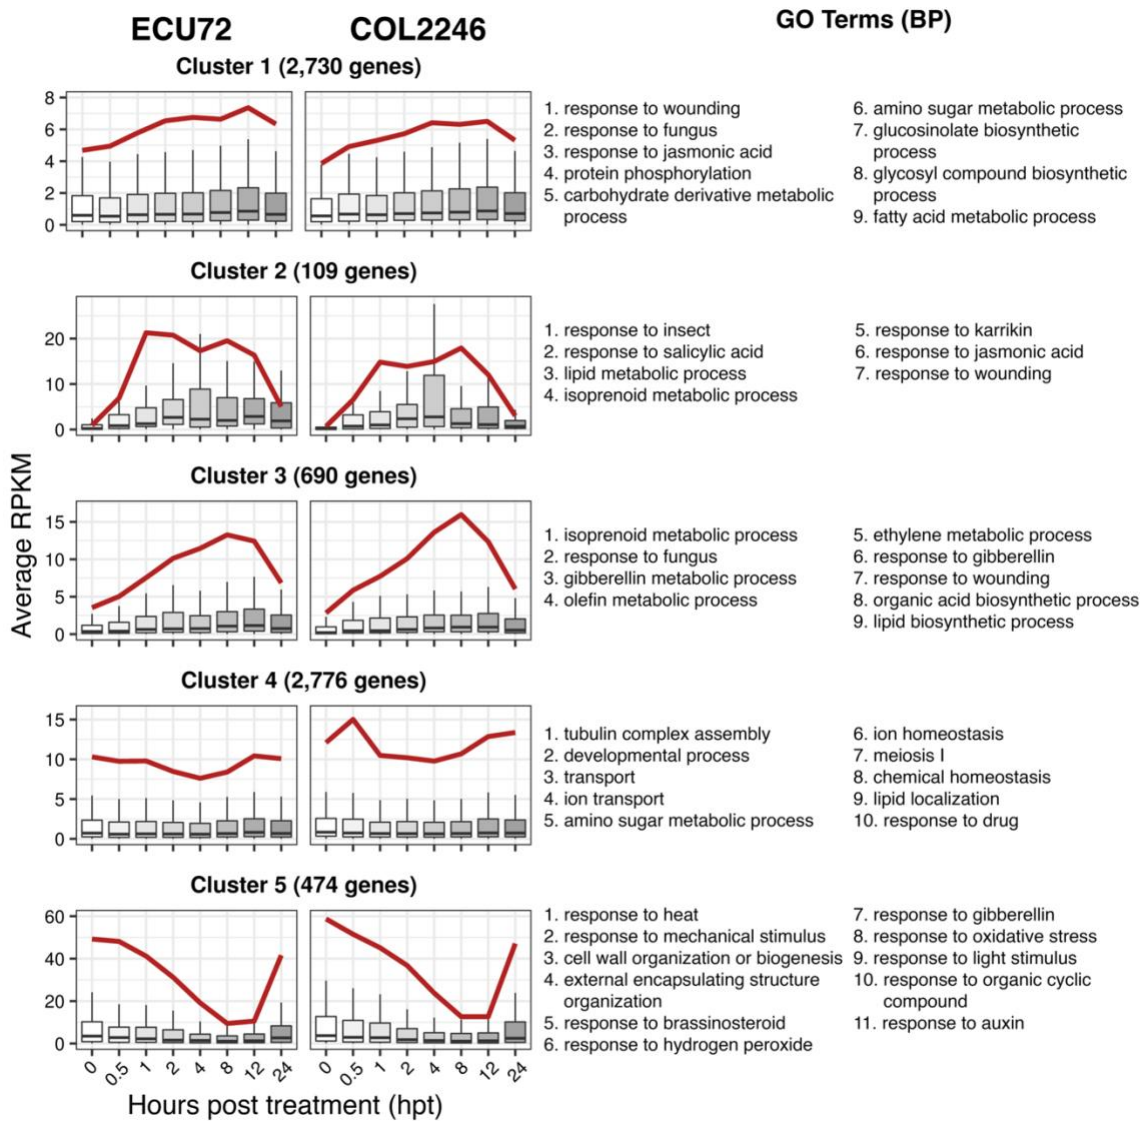 ECU72 COL2246 GO Terms (BP)
Cluster 1 (2,730 genes)
8
6
4
2
0
1. response to wounding
2. response to fungus
3. response to jasmonic acid
4. protein phosphorylation
5. carbohydrate derivative metabolic
process
6. amino sugar metabolic process
7. glucosinolate biosynthetic
process
8. glycosyl compound biosynthetic
process
9. fatty acid metabolic process
Cluster 2 (109 genes)
20
10
0
1. response to insect
2. response to salicylic acid
3. lipid metabolic process
4. isoprenoid metabolic process
5. response to karrikin
6. response to jasmonic acid
7. response to wounding
Average RPKM
Cluster 3 (690 genes)
15
10
5
0
1. isoprenoid metabolic process
2. response to fungus
3. gibberellin metabolic process
4. olefin metabolic process
5. ethylene metabolic process
6. response to gibberellin
7. response to wounding
8. organic acid biosynthetic process
9. lipid biosynthetic process
Cluster 4 (2,776 genes)
15
10
5
0
1. tubulin complex assembly
2. developmental process
3. transport
4. ion transport
5. amino sugar metabolic process
6. ion homeostasis
7. meiosis I
8. chemical homeostasis
9. lipid localization
10. response to drug
Cluster 5 (474 genes)
60
40
20
0
1. response to heat
2. response to mechanical stimulus
3. cell wall organization or biogenesis
4. external encapsulating structure
organization
5. response to brassinosteroid
6. response to hydrogen peroxide
7. response to gibberellin
8. response to oxidative stress
9. response to light stimulus
10. response to organic cyclic
compound
11. response to auxin
0 0.5 1 2 4 8 12 24 0 0.5 1 2 4 8 12 24
Hours post treatment (hpt)